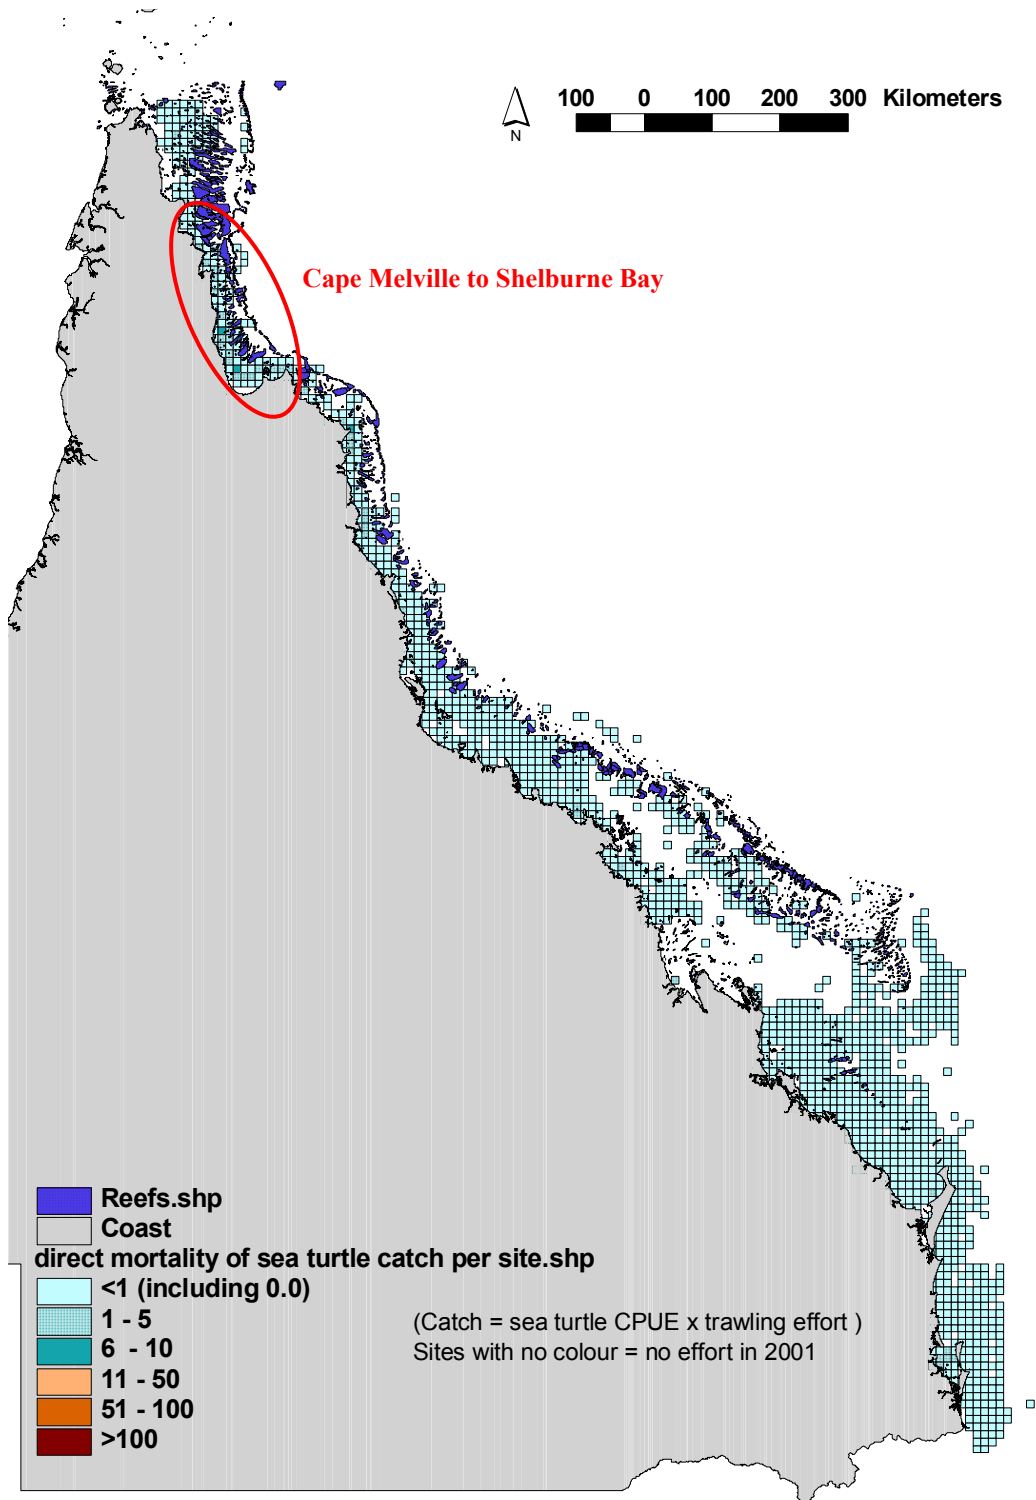 100 0 100 200 300 Kilometers
N
Cape Melville to Shelburne Bay
Reefs.shp
Coast
direct mortality of sea turtle catch per site.shp
<1 (including 0.0)
1 - 5
6 - 10
11 - 50
51 - 100
>100
(Catch = sea turtle CPUE x trawling effort )
Sites with no colour = no effort in 2001